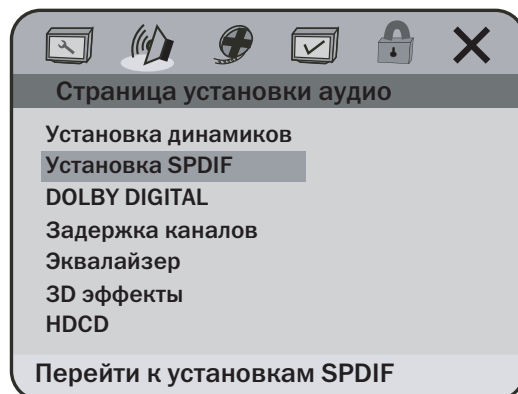 Страница установки аудио
Установка динамиков
Установка SPDIF
DOLBY DIGITAL
Задержка каналов
Эквалайзер
3D эффекты
HDCD
Перейти к установкам SPDIF